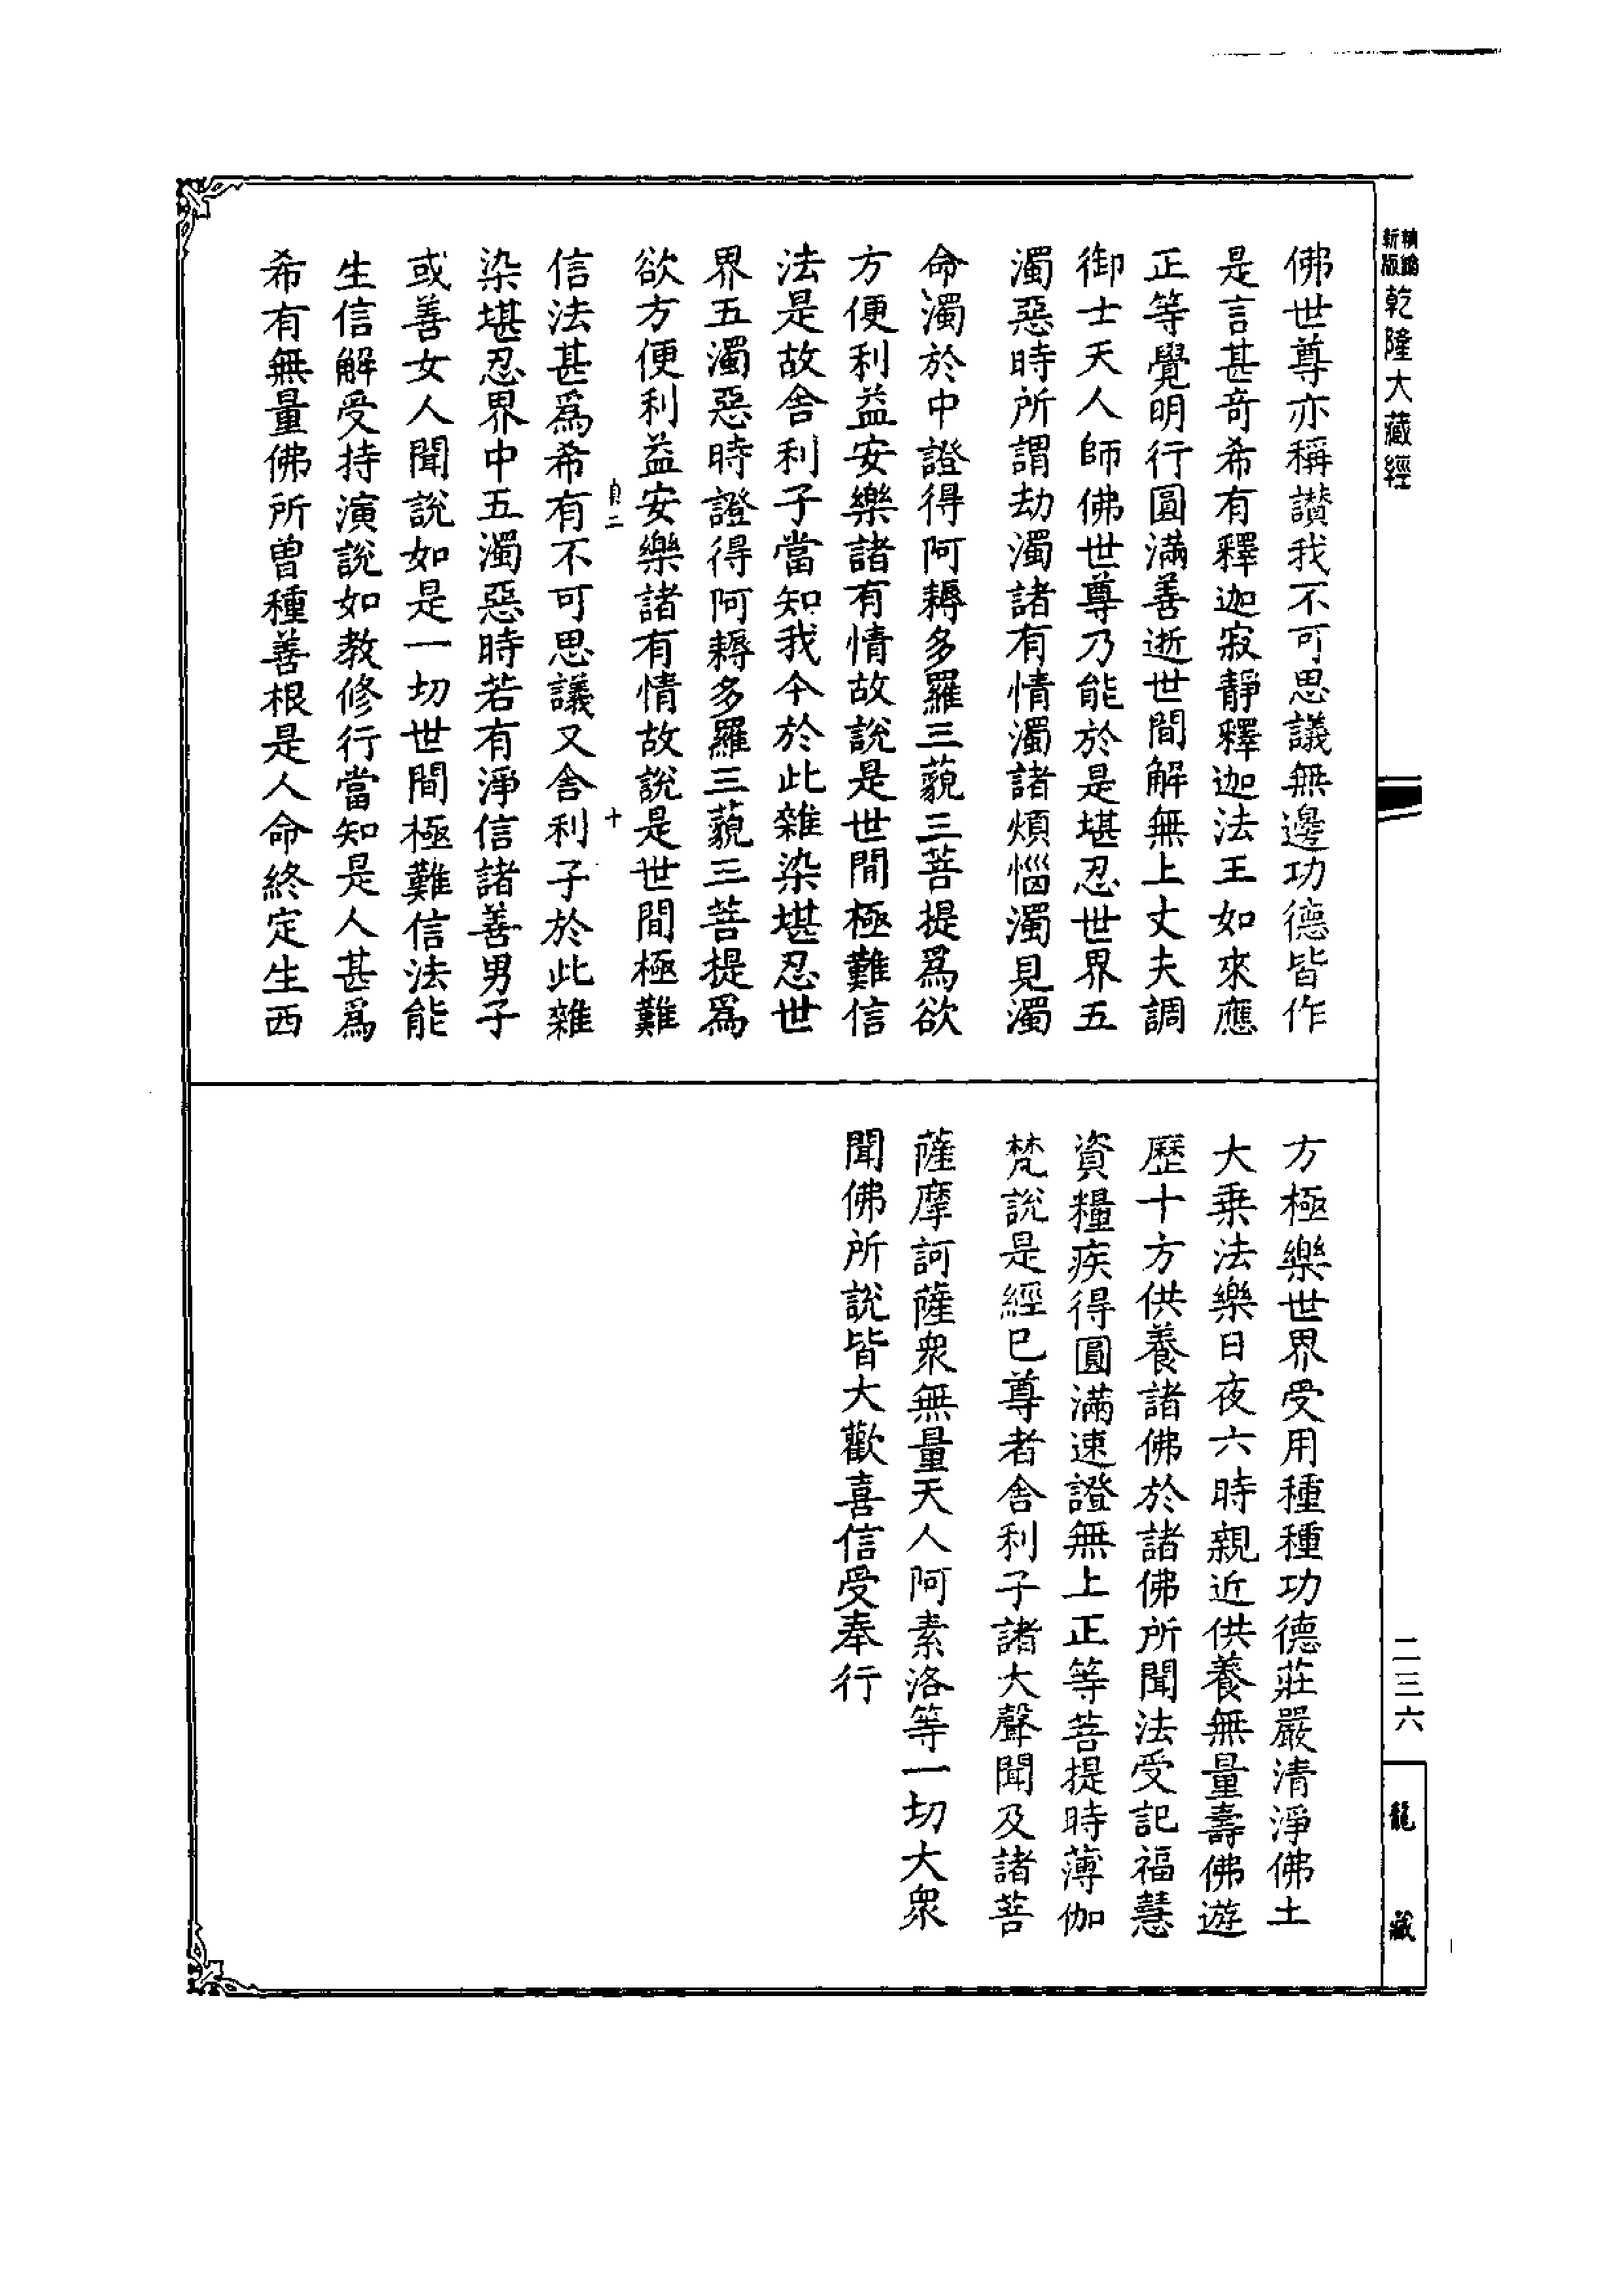 新版精縮乾隆大藏經
佛世尊亦稱讃我不可思議無邊功德皆作
是言甚竒希有釋迦寂靜釋迦法王如來應
正等覺明行圓滿善逝世間解無上丈夫調
御士天人師佛世尊乃能於是堪忍世界五
濁惡時所謂劫濁諸有情濁諸煩惱濁見濁
命濁於中證得阿耨多羅三藐三菩提爲欲
方便利益安樂諸有情故說是世間極難信
法是故舍利子當知我今於此雜染堪忍世
界五濁惡時證得阿耨多羅三藐三菩提爲
欲方便利益安樂諸有情故說是世間極難
貞二 十
信法甚爲希有不可思議又舍利子於此雜
染堪忍界中五濁惡時若有淨信諸善男子
或善女人聞說如是一切世間極難信法能
生信解受持演說如教修行當知是人甚爲
希有無量佛所曾種善根是人命終定生西
方極樂世界受用種種功德莊嚴清淨佛土
大乗法樂日夜六時親近供養無量壽佛遊
歷十方供養諸佛於諸佛所聞法受記福慧
資糧疾得圓滿速證無上正等菩提時薄伽
梵說是經已尊者舍利子諸大聲聞及諸菩
薩摩訶薩衆無量天人阿素洛等一切大衆
聞佛所說皆大歡喜信受奉行
二三六
龍藏